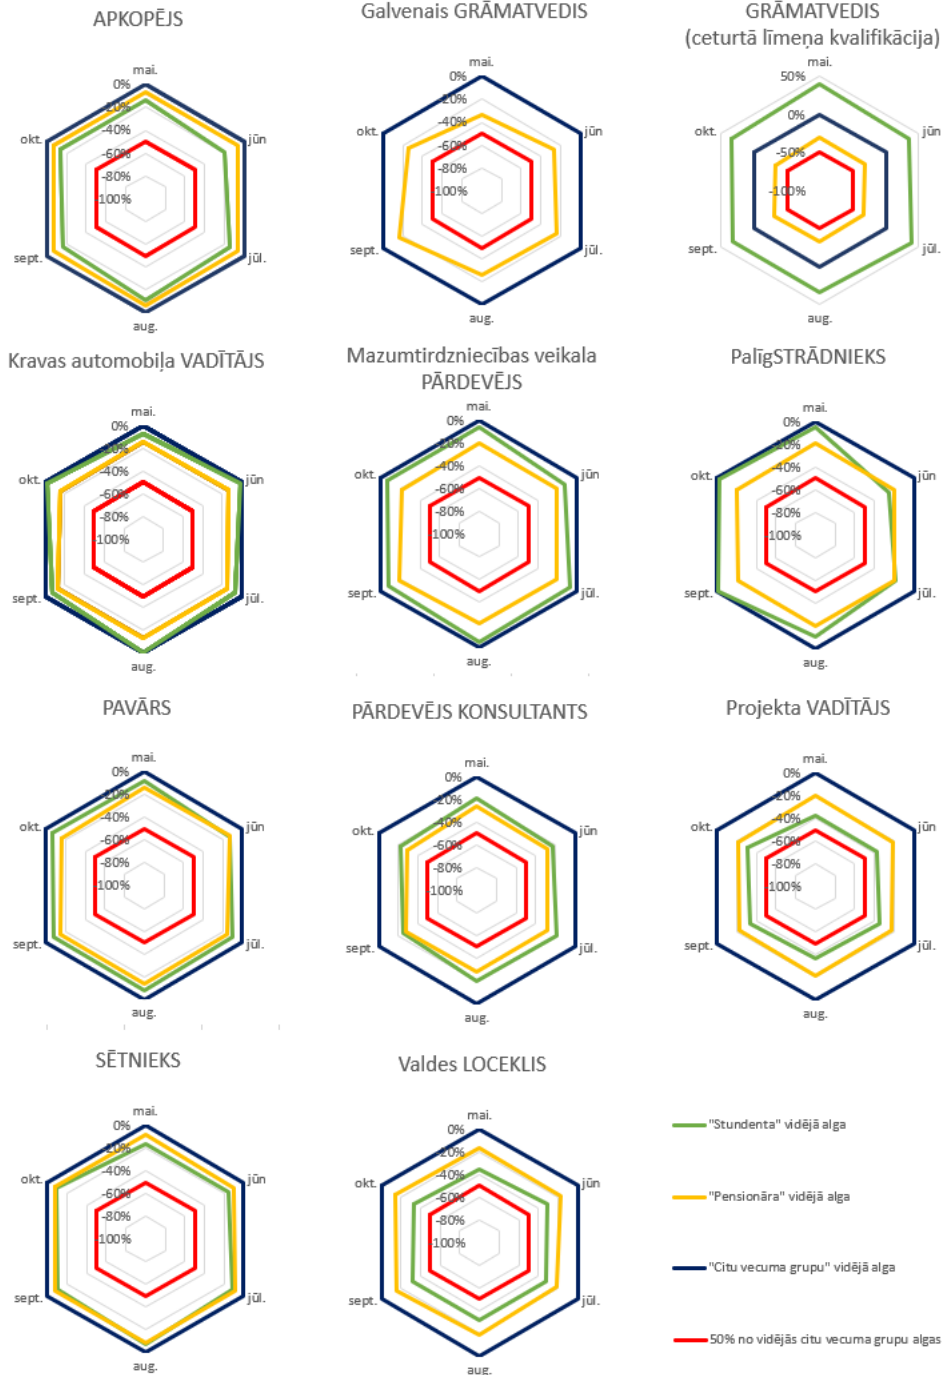 APKOPĒJS
mai.
0%
-20%
-40%
-60%
-80%
-100%
jūn
jūl.
aug.
sept.
okt.
Galvenais GRĀMATVEDIS
0%
-20%
-40%
-60%
-80%
-100%
mai.
jūn
jūl.
aug.
sept.
okt.
GRĀMATVEDIS
(ceturtā līmeņa kvalifikācija)
mai.
50%
0%
-50%
-100%
jūn
jūl.
aug.
sept.
okt.
Kravas automobiļa VADĪTĀJS
mai.
0%
-20%
-40%
-60%
-80%
-100%
jūn
jūl.
aug.
sept.
okt.
Mazumtirdzniecības veikala
PĀRDEVĒJS
mai.
0%
-20%
-40%
-60%
-80%
-100%
jūn
jūl.
aug.
sept.
okt.
PalīgSTRĀDNIEKS
mai.
0%
-20%
-40%
-60%
-80%
-100%
jūn
jūl.
aug.
sept.
okt.
PAVĀRS
mai.
0%
-20%
-40%
-60%
-80%
-100%
jūn
jūl.
aug.
sept.
okt.
PĀRDEVĒJS KONSULTANTS
mai.
0%
-20%
-40%
-60%
-80%
-100%
jūn
jūl.
aug.
sept.
okt.
Projekta VADĪTĀJS
mai.
0%
-20%
-40%
-60%
-80%
-100%
jūn
jūl.
aug.
sept.
okt.
SĒTNIEKS
mai.
0%
-20%
-40%
-60%
-80%
-100%
jūn
jūl.
aug.
sept.
okt.
Valdes LOCEKLIS
mai.
0%
-20%
-40%
-60%
-80%
-100%
jūn
jūl.
aug.
sept.
okt.
"Stundenta" vidējā alga
"Pensionāra" vidējā alga
"Citu vecuma grupu" vidējā alga
50% no vidējās citu vecuma grupu algas